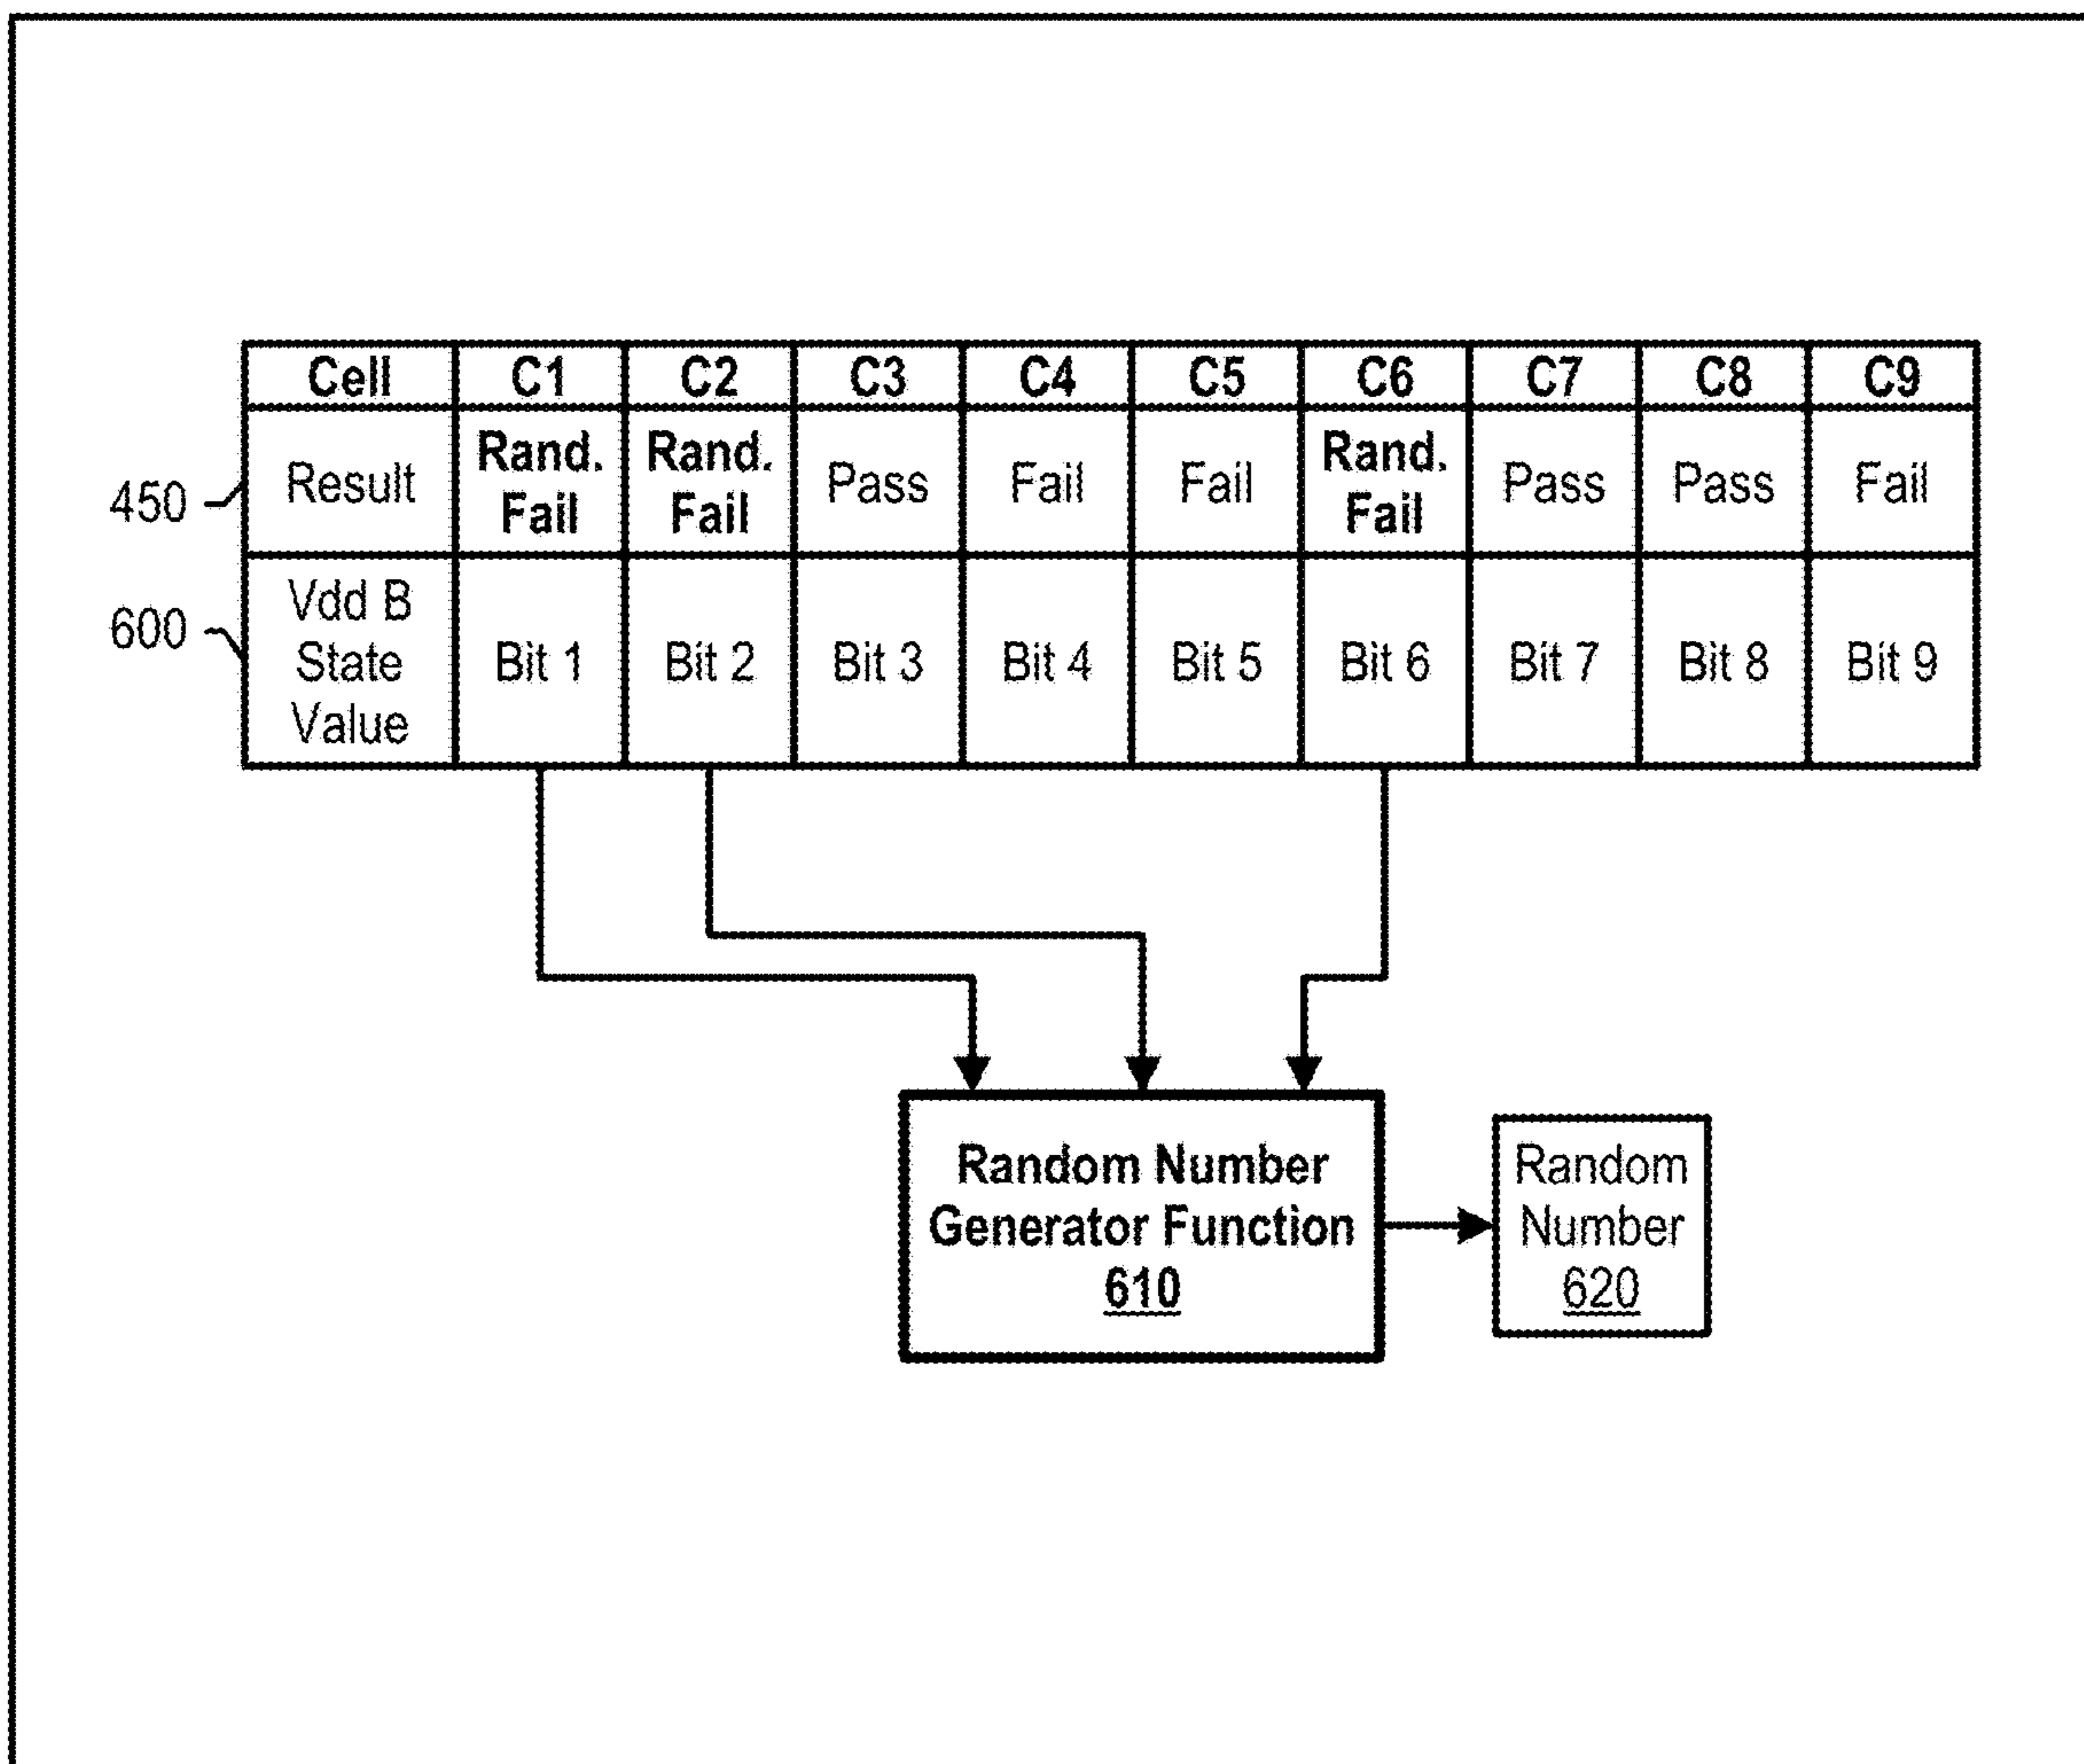 Cell C1 C2 C3 C4 C5 C6 C7 C8 C9
450 Result Rand. Fail Rand. Fail Pass Fail Fail Rand. Fail Pass Pass Fail
600 Vdd B State Value Bit 1 Bit 2 Bit 3 Bit 4 Bit 5 Bit 6 Bit 7 Bit 8 Bit 9
Random Number
Generator Function
610
Random
Number
620